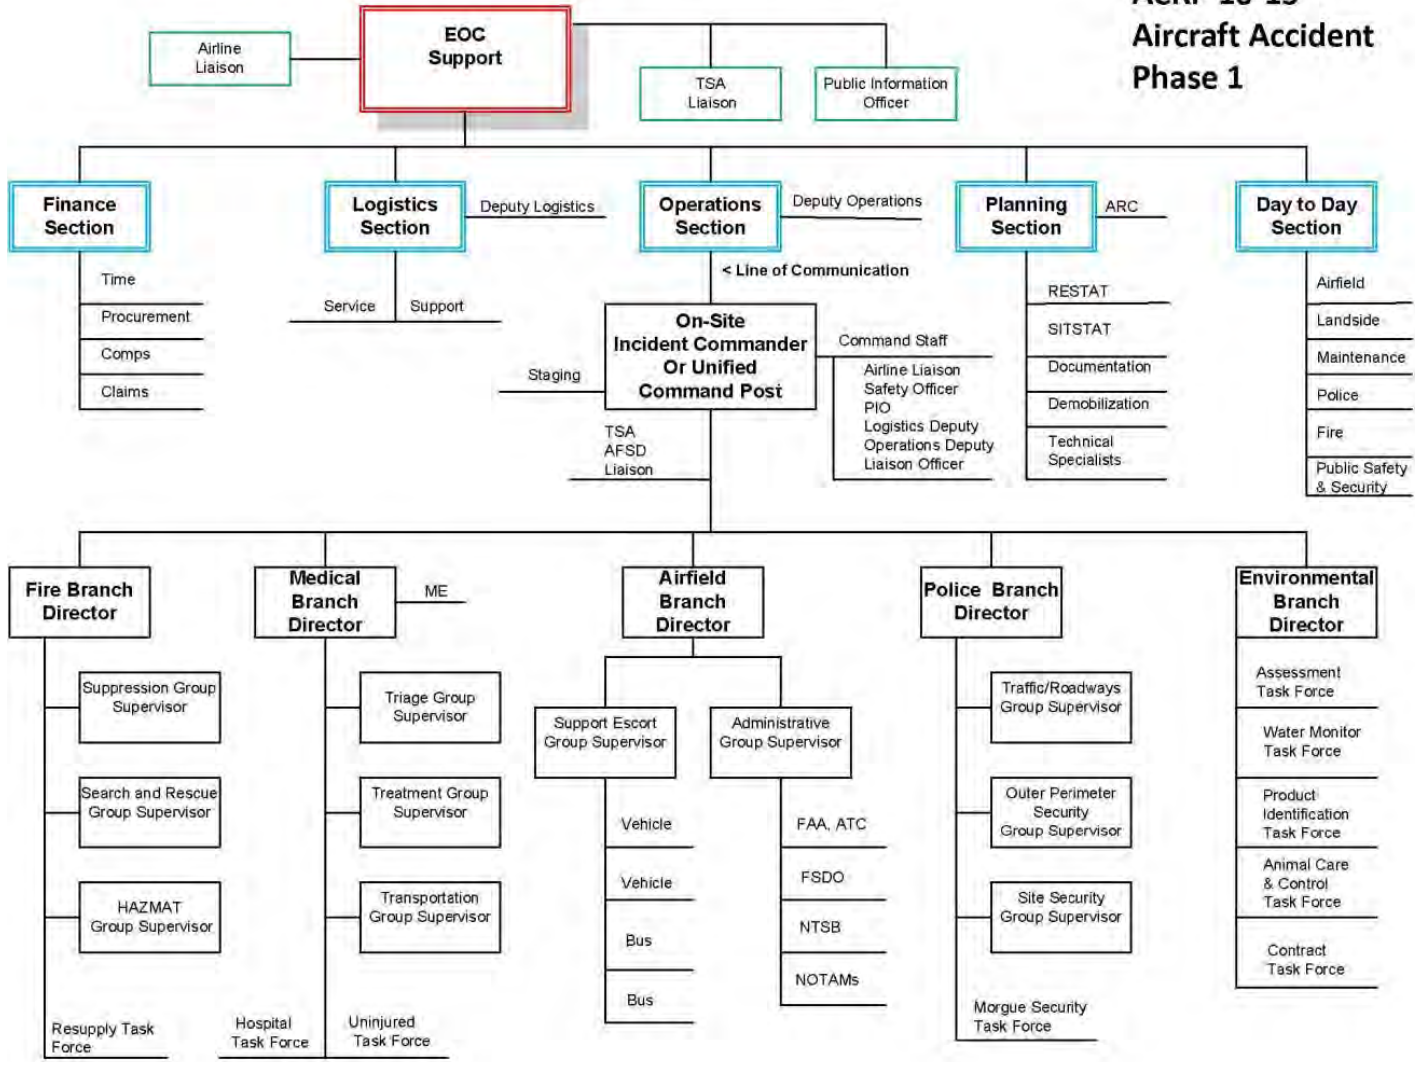 Aircraft Accident
Phase 1
EOC
Support
Airline
Liaison
TSA
Liaison
Public Information
Officer
Finance
Section
Logistics
Section
Deputy Logistics
Operations
Section
Deputy Operations
Planning
Section
ARC
Day to Day
Section
Time
Procurement
Comps
Claims
Service
Support
< Line of Communication
On-Site
Incident Commander
Or Unified
Command Post
Staging
Command Staff
Airline Liaison
Safety Officer
PIO
Logistics Deputy
Operations Deputy
Liaison Officer
TSA
AFSD
Liaison
RESTAT
SITSTAT
Documentation
Demobilization
Technical
Specialists
Airfield
Landside
Maintenance
Police
Fire
Public Safety
& Security
Fire Branch
Director
Medical
Branch
Director
ME
Airfield
Branch
Director
Police Branch
Director
Environmental
Branch
Director
Suppression Group
Supervisor
Search and Rescue
Group Supervisor
HAZMAT
Group Supervisor
Resupply Task
Force
Triage Group
Supervisor
Treatment Group
Supervisor
Transportation
Group Supervisor
Hospital
Task Force
Uninjured
Task Force
Support Escort
Group Supervisor
Vehicle
Vehicle
Bus
Bus
Administrative
Group Supervisor
FAA, ATC
FSDO
NTSB
NOTAMs
Traffic/Roadways
Group Supervisor
Outer Perimeter
Security
Group Supervisor
Site Security
Group Supervisor
Morgue Security
Task Force
Assessment
Task Force
Water Monitor
Task Force
Product
Identification
Task Force
Animal Care
& Control
Task Force
Contract
Task Force